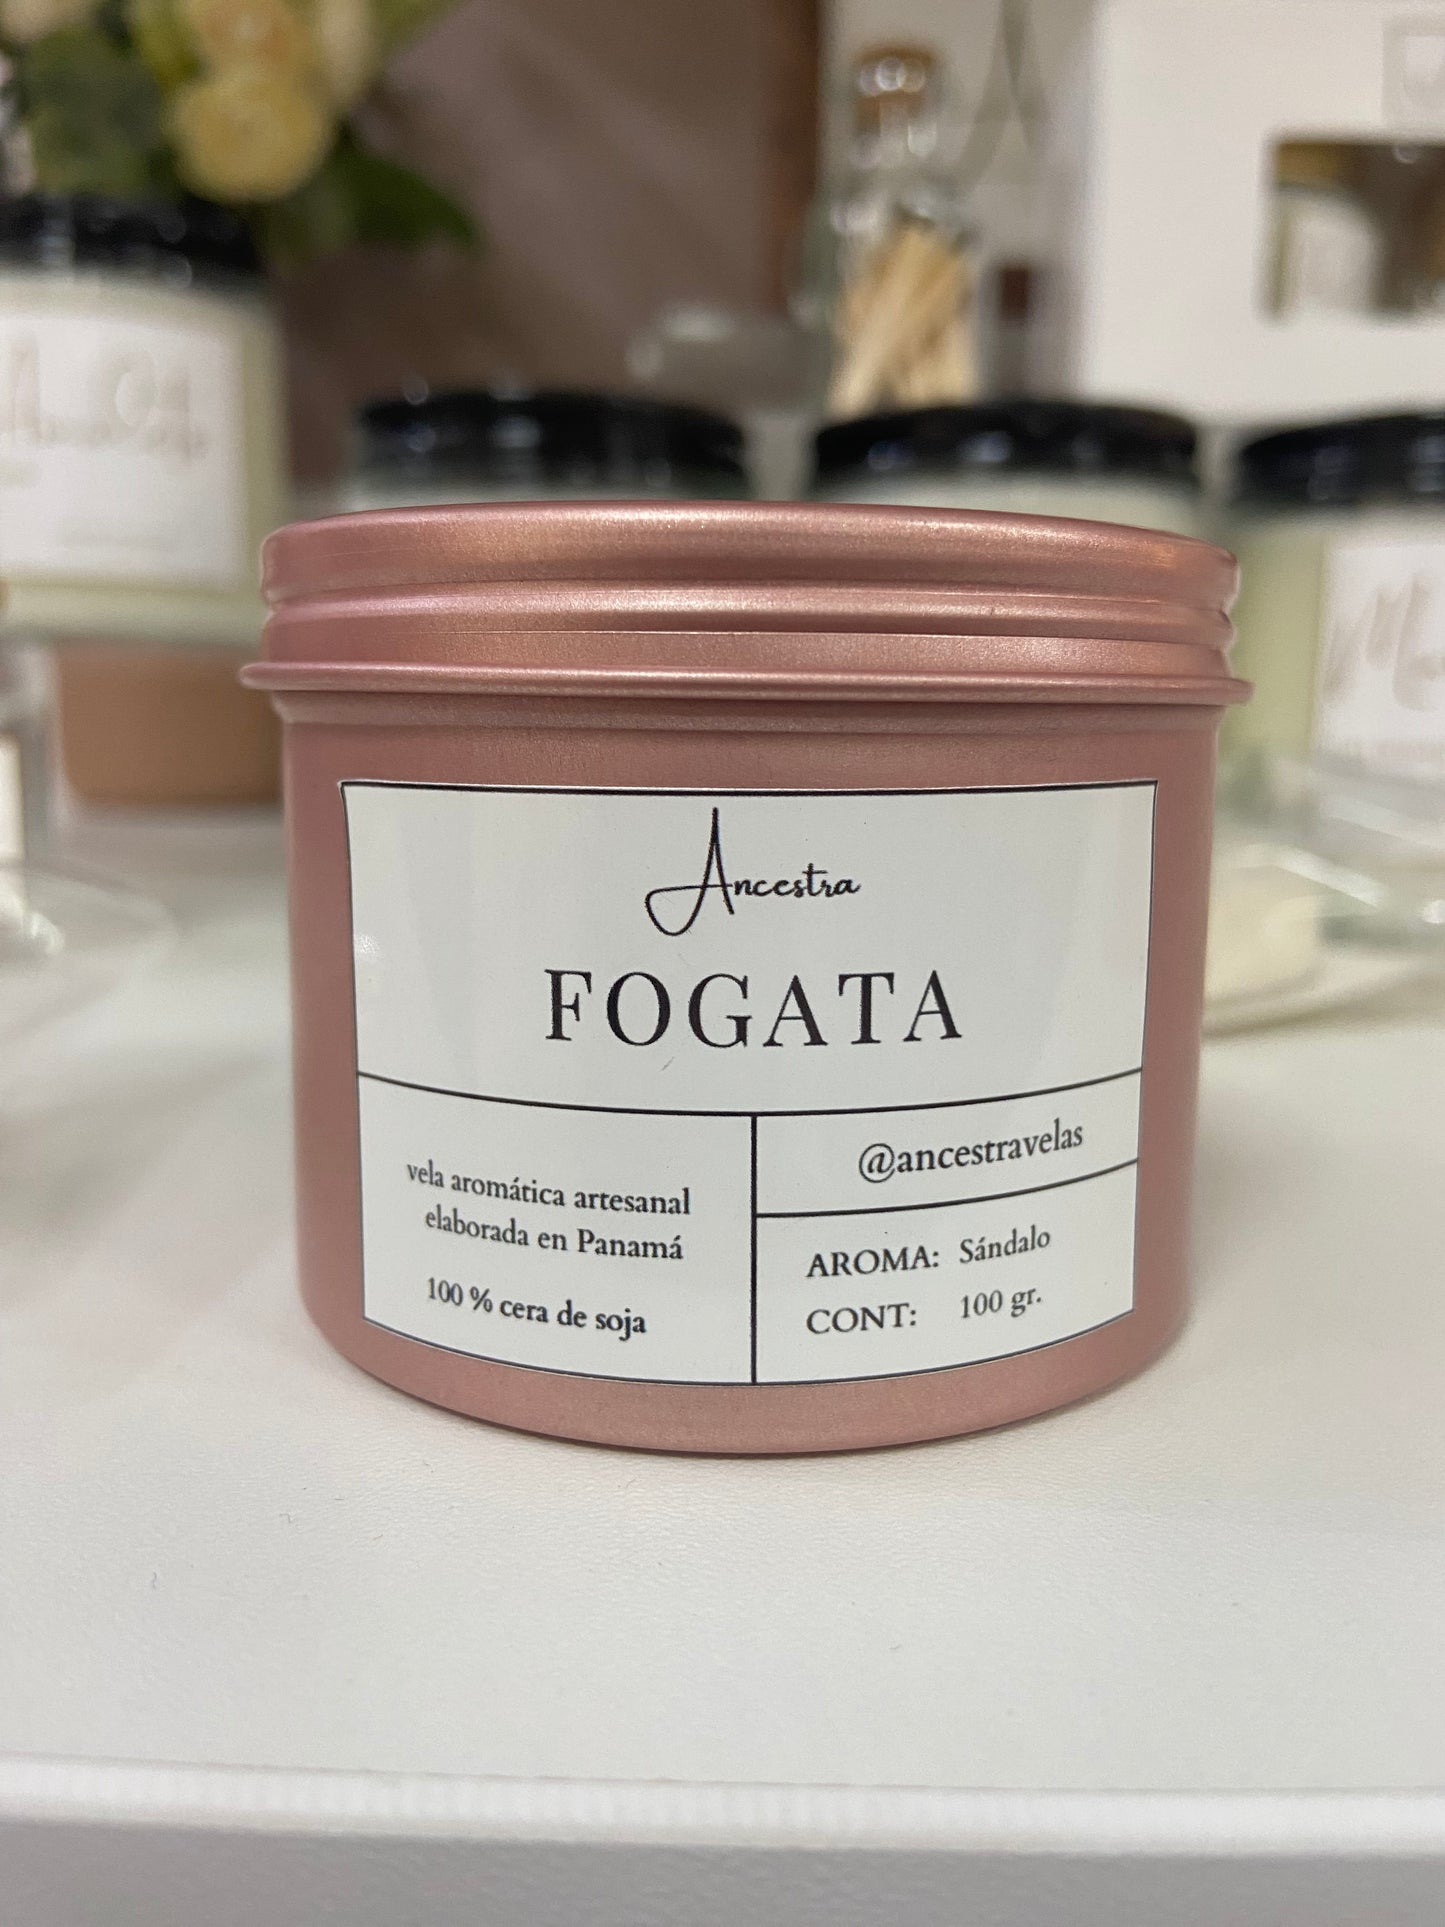 Ancestra
FOGATA
vela aromática artesanal
elaborada en Panamá
100 % cera de soja
@ancestravelas
AROMA: Sándalo
CONT: 100 gr.